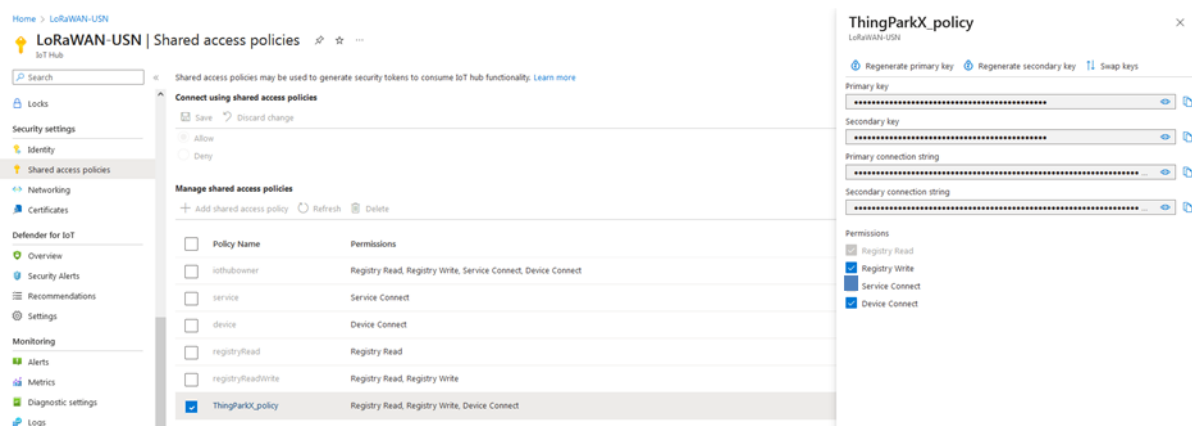 Home > LoRaWAN-USN
LoRaWAN-USN | Shared access policies
IoT Hub
Search
Locks
Security settings
Identity
Shared access policies
Networking
Certificates
Defender for IoT
Overview
Security Alerts
Recommendations
Settings
Monitoring
Alerts
Metrics
Diagnostic settings
Logs
Shared access policies may be used to generate security tokens to consume IoT hub functionality. Learn more
Connect using shared access policies
Save Discard change
Allow
Deny
Manage shared access policies
Add shared access policy Refresh Delete
Policy Name Permissions
iothubowner Registry Read, Registry Write, Service Connect, Device Connect
service Service Connect
device Device Connect
registryRead Registry Read
registryReadWrite Registry Read, Registry Write
ThingParkX_policy Registry Read, Registry Write, Device Connect
ThingParkX_policy
LoRaWAN-USN
Regenerate primary key Regenerate secondary key Swap keys
Primary key
Secondary key
Primary connection string
Secondary connection string
Permissions
Registry Read
Registry Write
Service Connect
Device Connect